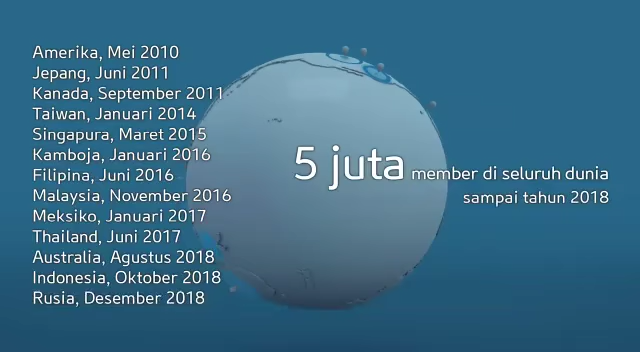 Amerika, Mei 2010
Jepang, Juni 2011
Kanada, September 2011
Taiwan, Januari 2014
Singapura, Maret 2015
Kamboja, Januari 2016
Filipina, Juni 2016
Malaysia, November 2016
Meksiko, Januari 2017
Thailand, Juni 2017
Australia, Agustus 2018
Indonesia, Oktober 2018
Rusia, Desember 2018
5 juta member di seluruh dunia
sampai tahun 2018